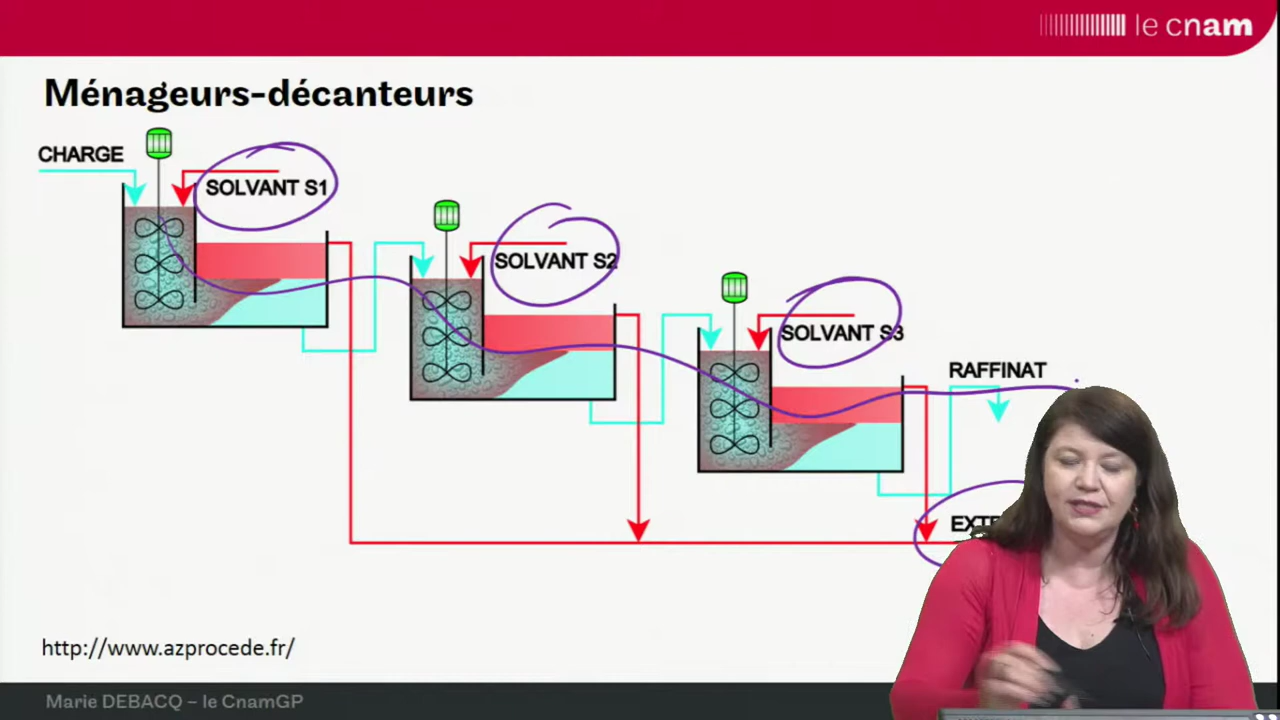 le cnam
Ménageurs-décanteurs
CHARGE
SOLVANT S1
SOLVANT S2
SOLVANT S3
RAFFINAT
http://www.azprocede.fr/
Marie DEBACQ – le CnamGP